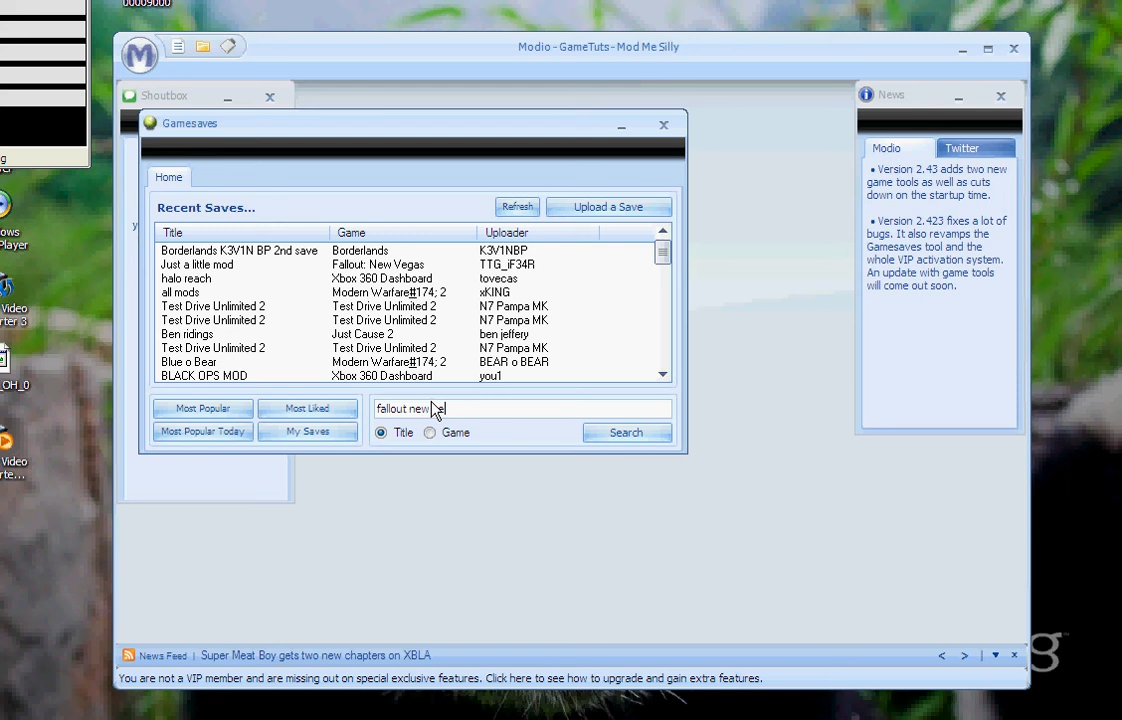 00009000
Modio - GameTuts - Mod Me Silly
Shoutbox
News
Gamesaves
Modio Twitter
Home
Recent Saves...
Refresh Upload a Save
Title Game Uploader
Borderlands K3V1N BP 2nd save Borderlands K3V1NBP
Just a little mod Fallout: New Vegas TTG_iF34R
halo reach Xbox 360 Dashboard tovecas
all mods Modern Warfare#174; 2 xKING
Test Drive Unlimited 2 Test Drive Unlimited 2 N7 Pampa MK
Test Drive Unlimited 2 Test Drive Unlimited 2 N7 Pampa MK
Ben ridings Just Cause 2 ben jeffery
Test Drive Unlimited 2 Test Drive Unlimited 2 N7 Pampa MK
Blue o Bear Modern Warfare#174; 2 BEAR o BEAR
BLACK OPS MOD Xbox 360 Dashboard you1
Most Popular Most Liked
fallout new
Most Popular Today My Saves
Title Game Search
• Version 2.43 adds two new
game tools as well as cuts
down on the startup time.
• Version 2.423 fixes a lot of
bugs. It also revamps the
Gamesaves tool and the
whole VIP activation system.
An update with game tools
will come out soon.
Player
Video
_OH_0
Video
News Feed | Super Meat Boy gets two new chapters on XBLA
You are not a VIP member and are missing out on special exclusive features. Click here to see how to upgrade and gain extra features.